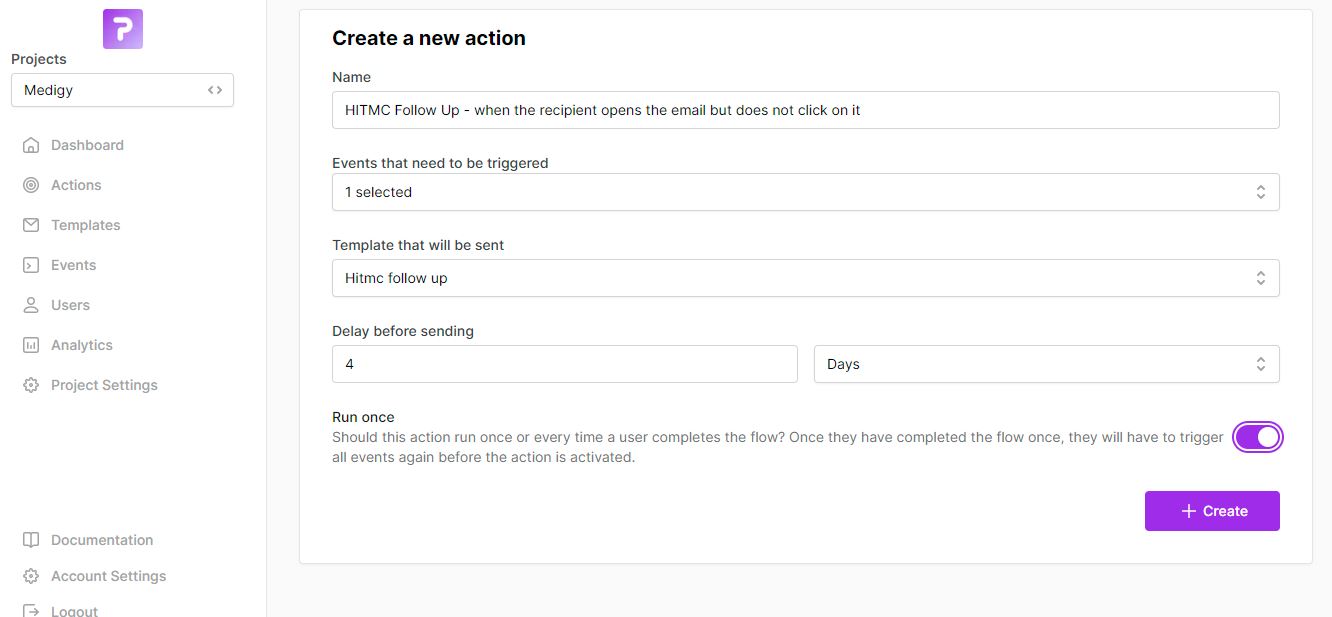 Projects
Medigy
Dashboard
Actions
Templates
Events
Users
Analytics
Project Settings
Documentation
Account Settings
Logout
Create a new action
Name
HITMC Follow Up - when the recipient opens the email but does not click on it
Events that need to be triggered
1 selected
Template that will be sent
Hitmc follow up
Delay before sending
4
Days
Run once
Should this action run once or every time a user completes the flow? Once they have completed the flow once, they will have to trigger
all events again before the action is activated.
+ Create